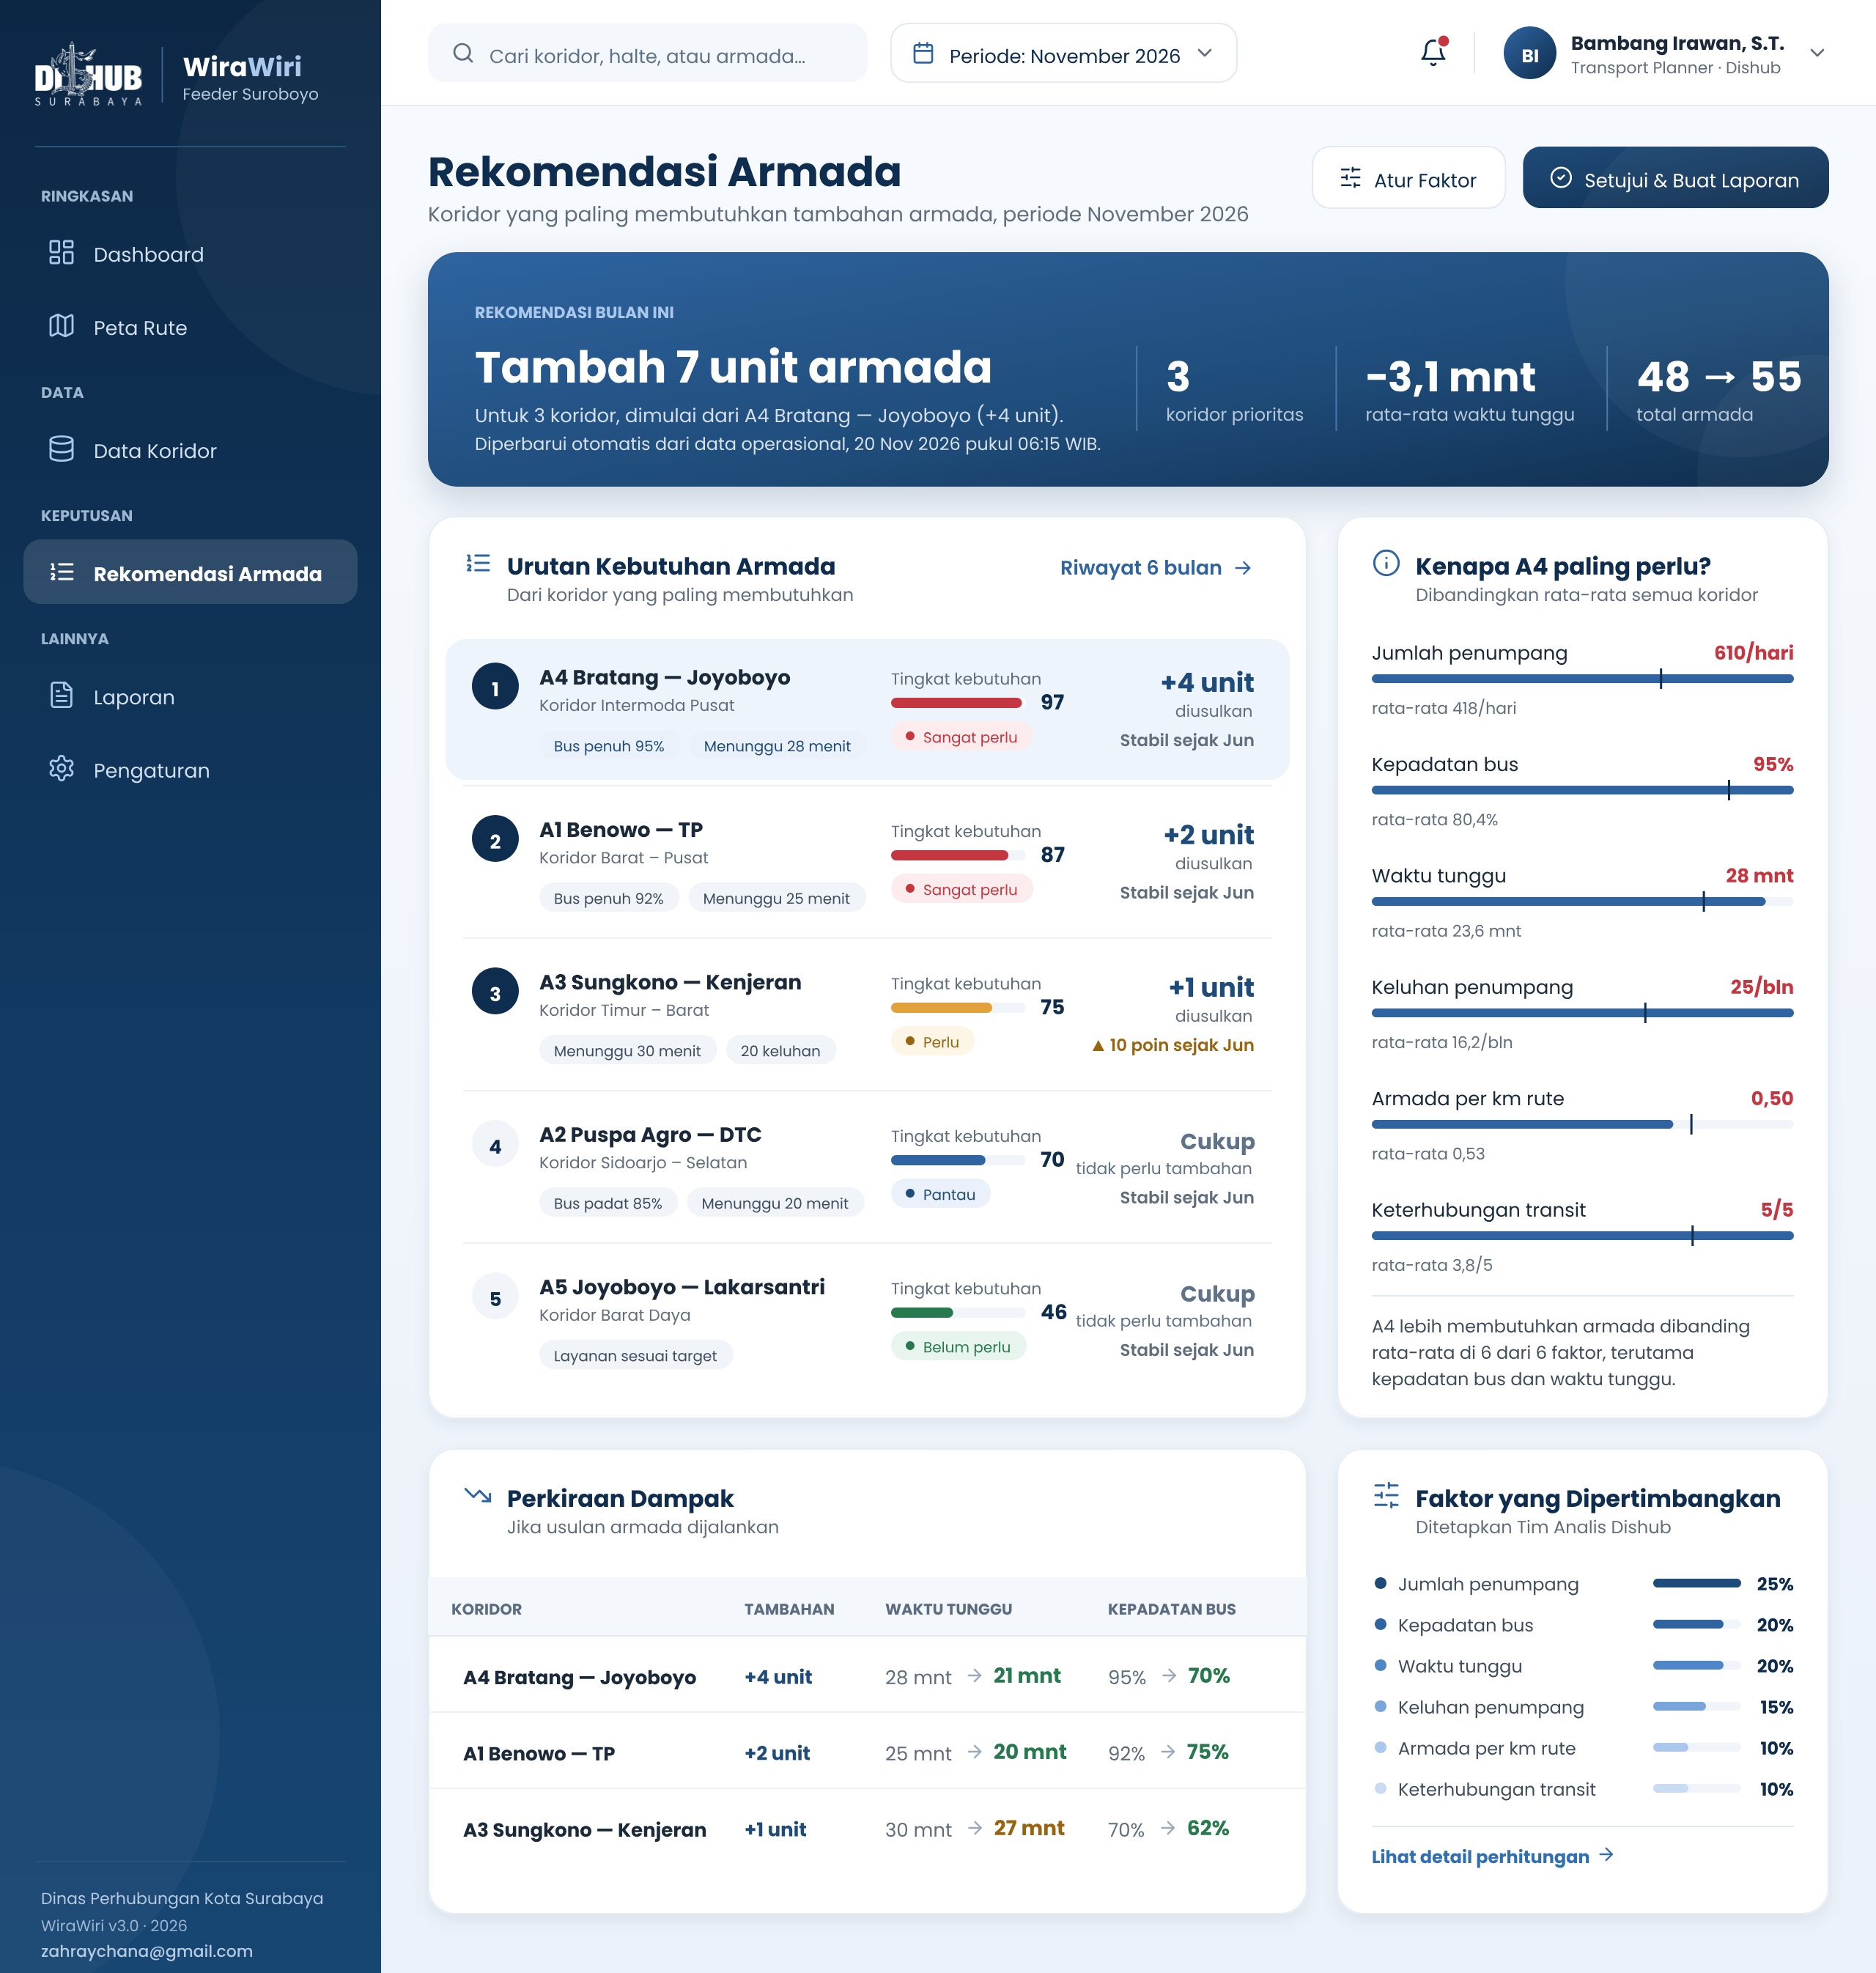 DISHUB
SURABAYA
WiraWiri
Feeder Suroboyo
RINGKASAN
Dashboard
Peta Rute
DATA
Data Koridor
KEPUTUSAN
Rekomendasi Armada
LAINNYA
Laporan
Pengaturan
Dinas Perhubungan Kota Surabaya
WiraWiri v3.0 · 2026
zahraychana@gmail.com
Cari koridor, halte, atau armada...
Periode: November 2026
BI
Bambang Irawan, S.T.
Transport Planner · Dishub
Rekomendasi Armada
Koridor yang paling membutuhkan tambahan armada, periode November 2026
Atur Faktor
Setujui & Buat Laporan
REKOMENDASI BULAN INI
Tambah 7 unit armada
Untuk 3 koridor, dimulai dari A4 Bratang — Joyoboyo (+4 unit).
Diperbarui otomatis dari data operasional, 20 Nov 2026 pukul 06:15 WIB.
3
koridor prioritas
-3,1 mnt
rata-rata waktu tunggu
48 → 55
total armada
Urutan Kebutuhan Armada
Dari koridor yang paling membutuhkan
Riwayat 6 bulan →
1
A4 Bratang — Joyoboyo
Koridor Intermoda Pusat
Bus penuh 95% Menunggu 28 menit
Tingkat kebutuhan
97
Sangat perlu
+4 unit
diusulkan
Stabil sejak Jun
2
A1 Benowo — TP
Koridor Barat – Pusat
Bus penuh 92% Menunggu 25 menit
Tingkat kebutuhan
87
Sangat perlu
+2 unit
diusulkan
Stabil sejak Jun
3
A3 Sungkono — Kenjeran
Koridor Timur – Barat
Menunggu 30 menit 20 keluhan
Tingkat kebutuhan
75
Perlu
+1 unit
diusulkan
▲ 10 poin sejak Jun
4
A2 Puspa Agro — DTC
Koridor Sidoarjo – Selatan
Bus padat 85% Menunggu 20 menit
Tingkat kebutuhan
70
Pantau
Cukup
tidak perlu tambahan
Stabil sejak Jun
5
A5 Joyoboyo — Lakarsantri
Koridor Barat Daya
Layanan sesuai target
Tingkat kebutuhan
46
Belum perlu
Cukup
tidak perlu tambahan
Stabil sejak Jun
Kenapa A4 paling perlu?
Dibandingkan rata-rata semua koridor
Jumlah penumpang 610/hari
rata-rata 418/hari
Kepadatan bus 95%
rata-rata 80,4%
Waktu tunggu 28 mnt
rata-rata 23,6 mnt
Keluhan penumpang 25/bln
rata-rata 16,2/bln
Armada per km rute 0,50
rata-rata 0,53
Keterhubungan transit 5/5
rata-rata 3,8/5
A4 lebih membutuhkan armada dibanding
rata-rata di 6 dari 6 faktor, terutama
kepadatan bus dan waktu tunggu.
Perkiraan Dampak
Jika usulan armada dijalankan
KORIDOR TAMBAHAN WAKTU TUNGGU KEPADATAN BUS
A4 Bratang — Joyoboyo +4 unit 28 mnt → 21 mnt 95% → 70%
A1 Benowo — TP +2 unit 25 mnt → 20 mnt 92% → 75%
A3 Sungkono — Kenjeran +1 unit 30 mnt → 27 mnt 70% → 62%
Faktor yang Dipertimbangkan
Ditetapkan Tim Analis Dishub
Jumlah penumpang 25%
Kepadatan bus 20%
Waktu tunggu 20%
Keluhan penumpang 15%
Armada per km rute 10%
Keterhubungan transit 10%
Lihat detail perhitungan →